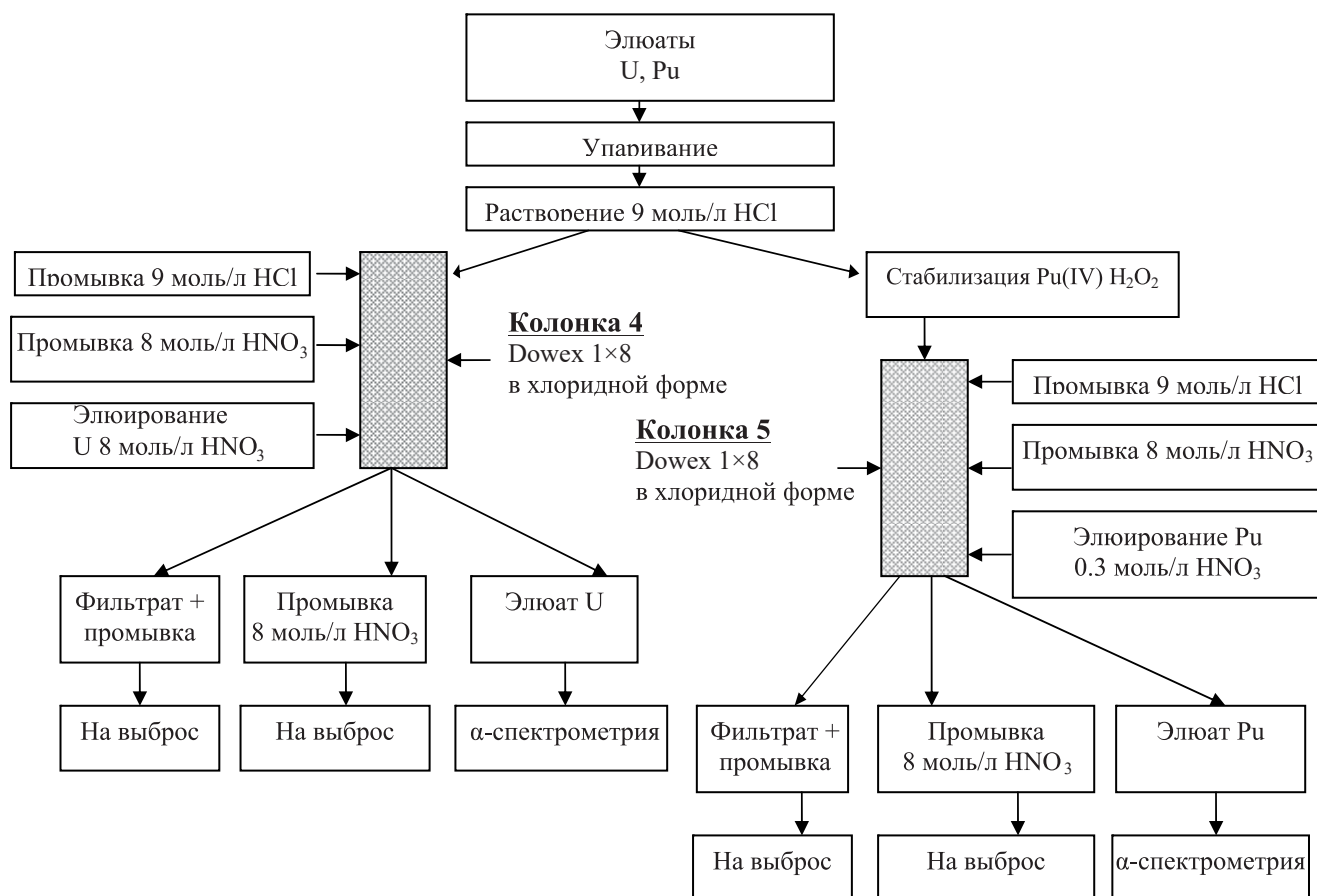 Элюаты
U, Pu
Упаривание
Растворение 9 моль/л HCl
Промывка 9 моль/л HCl
Промывка 8 моль/л HNO₃
Элюирование
U 8 моль/л HNO₃
Колонка 4
Dowex 1×8
в хлоридной форме
Стабилизация Pu(IV) H₂O₂
Колонка 5
Dowex 1×8
в хлоридной форме
Промывка 9 моль/л HCl
Промывка 8 моль/л HNO₃
Элюирование Pu
0.3 моль/л HNO₃
Фильтрат +
промывка
Промывка
8 моль/л HNO₃
Элюат U
На выброс
На выброс
α-спектрометрия
Фильтрат +
промывка
Промывка
8 моль/л HNO₃
Элюат Pu
На выброс
На выброс
α-спектрометрия